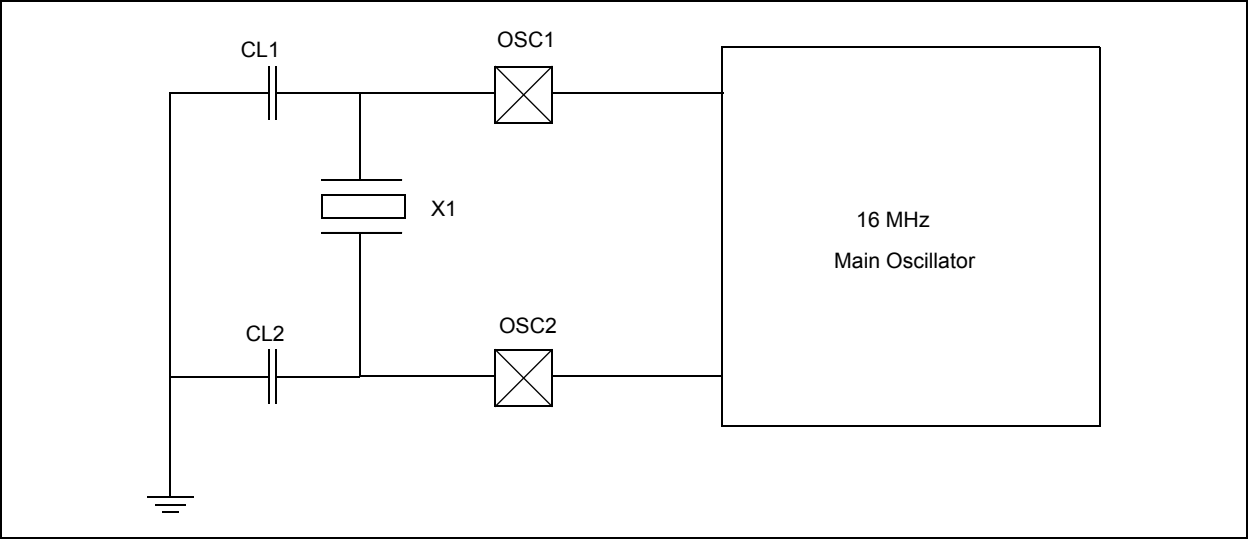 CL1
OSC1
X1
16 MHz
Main Oscillator
CL2
OSC2